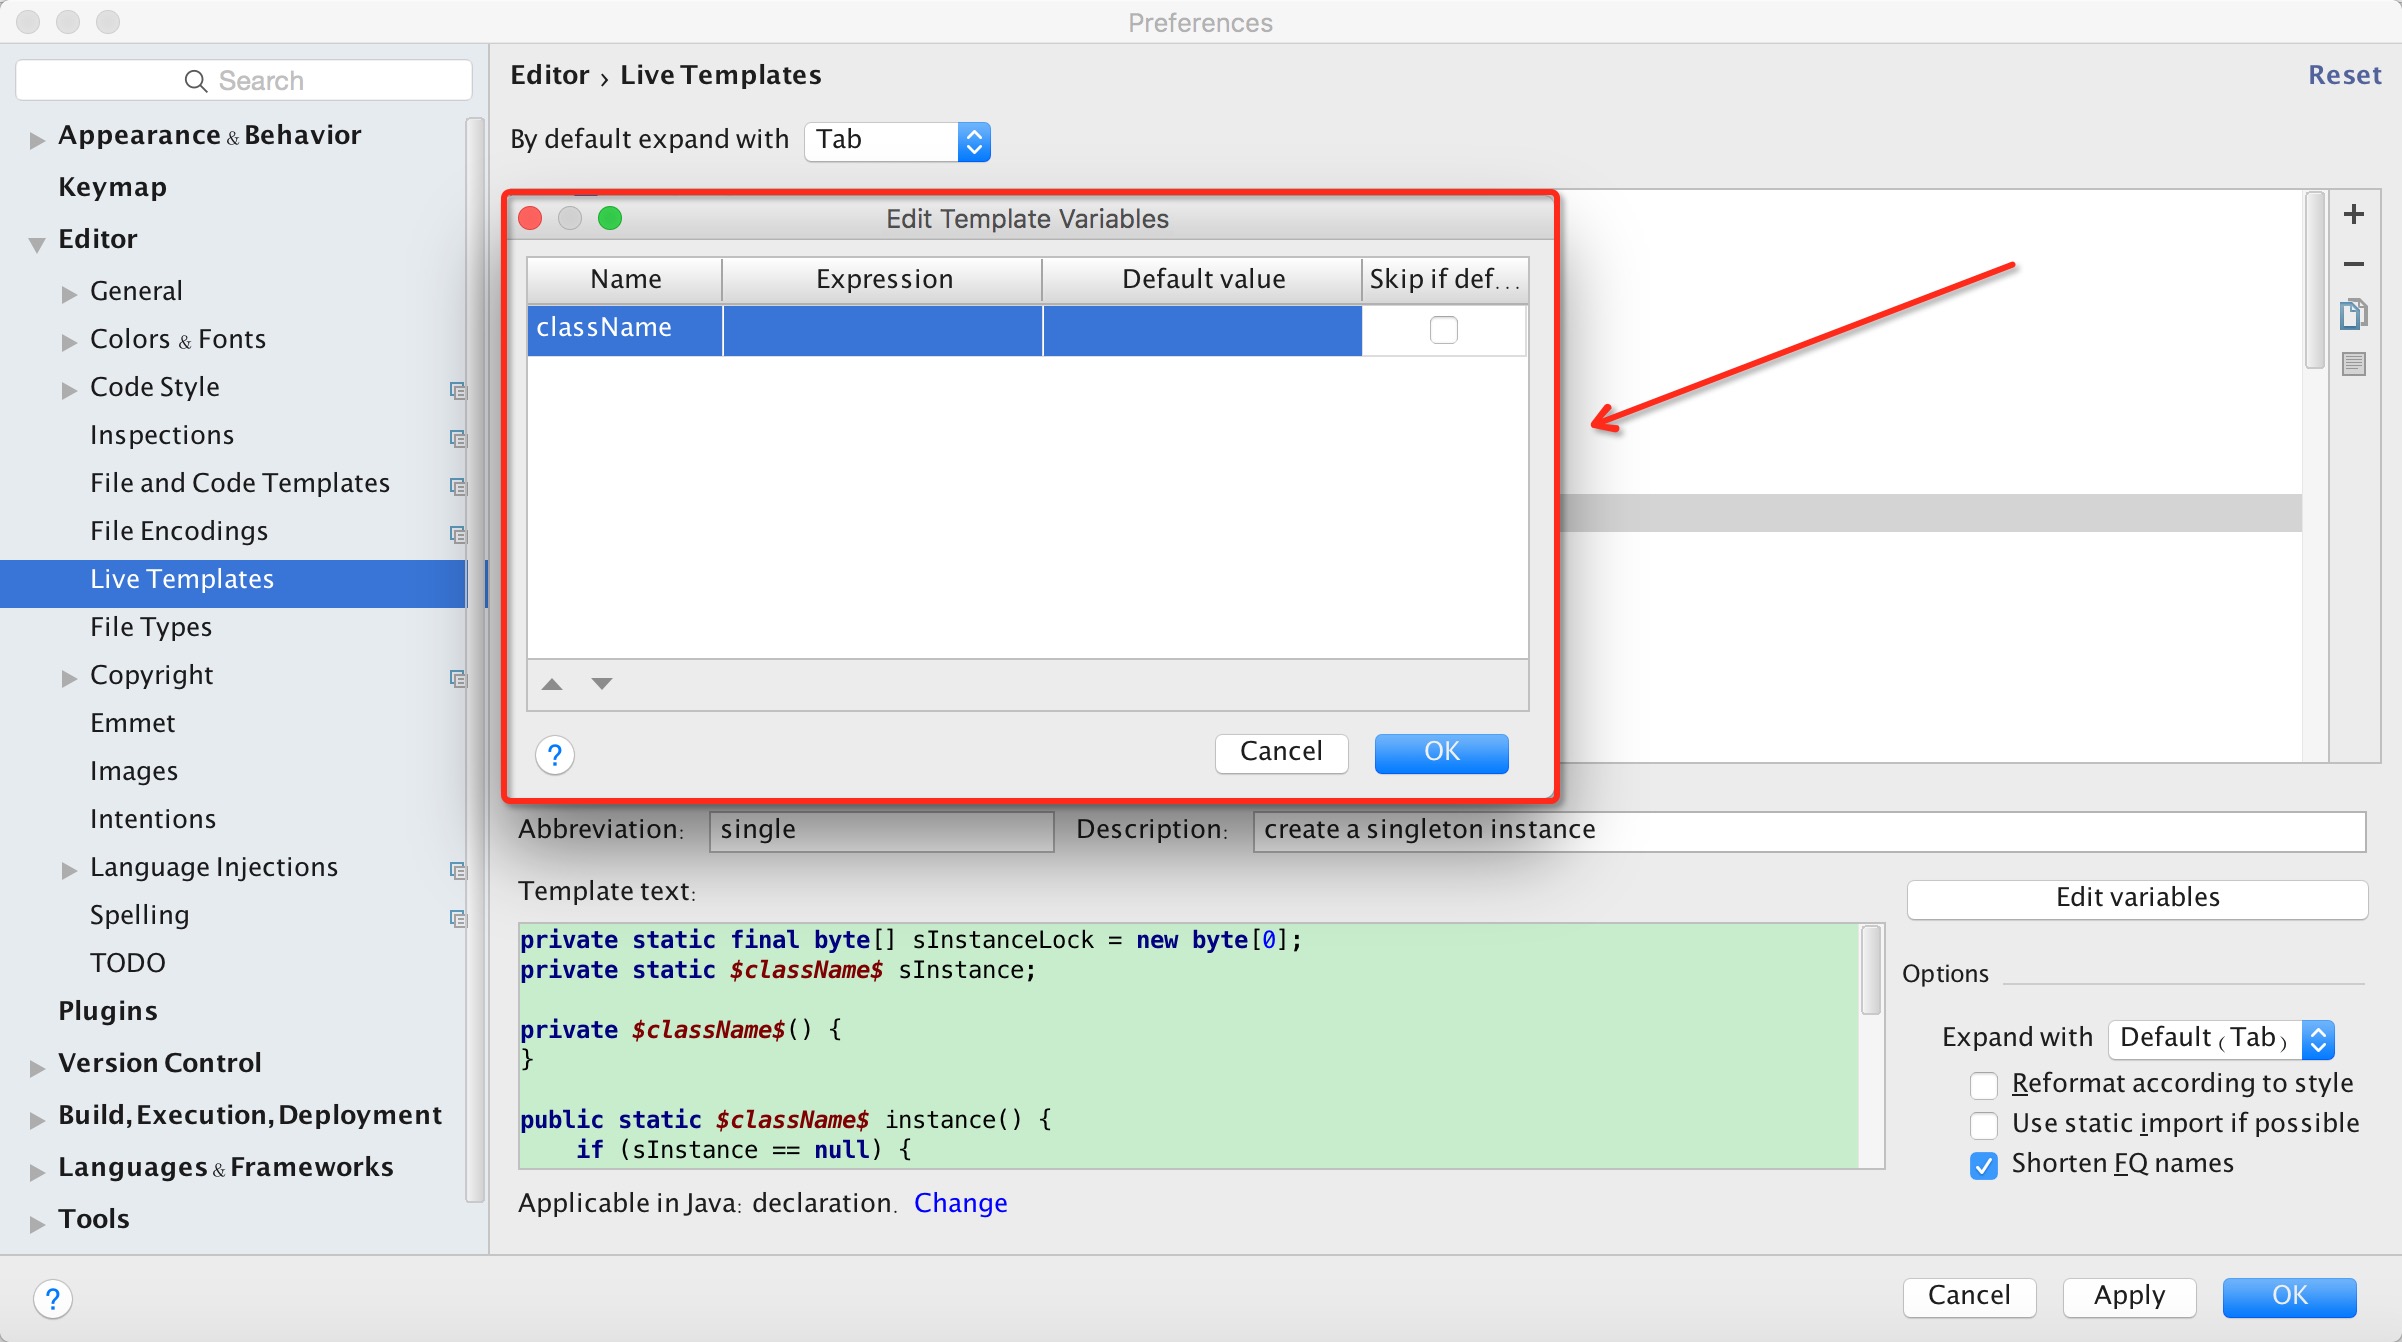 Preferences
Search
Appearance & Behavior
Keymap
Editor
General
Colors & Fonts
Code Style
Inspections
File and Code Templates
File Encodings
Live Templates
File Types
Copyright
Emmet
Images
Intentions
Language Injections
Spelling
TODO
Plugins
Version Control
Build, Execution, Deployment
Languages & Frameworks
Tools
Editor › Live Templates
Reset
By default expand with Tab
Edit Template Variables
Name Expression Default value Skip if def...
className
?
Cancel OK
Abbreviation: single Description: create a singleton instance
Template text:
Edit variables
private static final byte[] sInstanceLock = new byte[0];
private static $className$ sInstance;
private $className$() {
}
public static $className$ instance() {
if (sInstance == null) {
Options
Expand with Default (Tab)
Reformat according to style
Use static import if possible
Shorten FQ names
Applicable in Java: declaration. Change
?
Cancel Apply OK